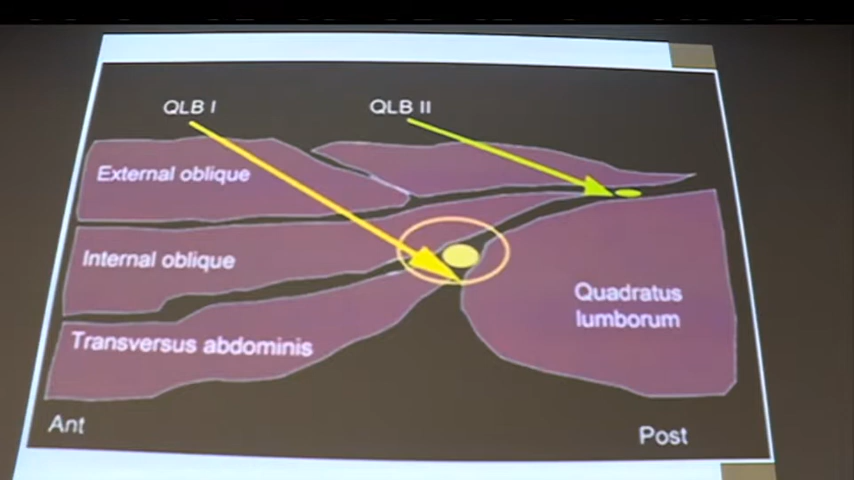 QLB I
QLB II
External oblique
Internal oblique
Quadratus
lumborum
Transversus abdominis
Ant
Post